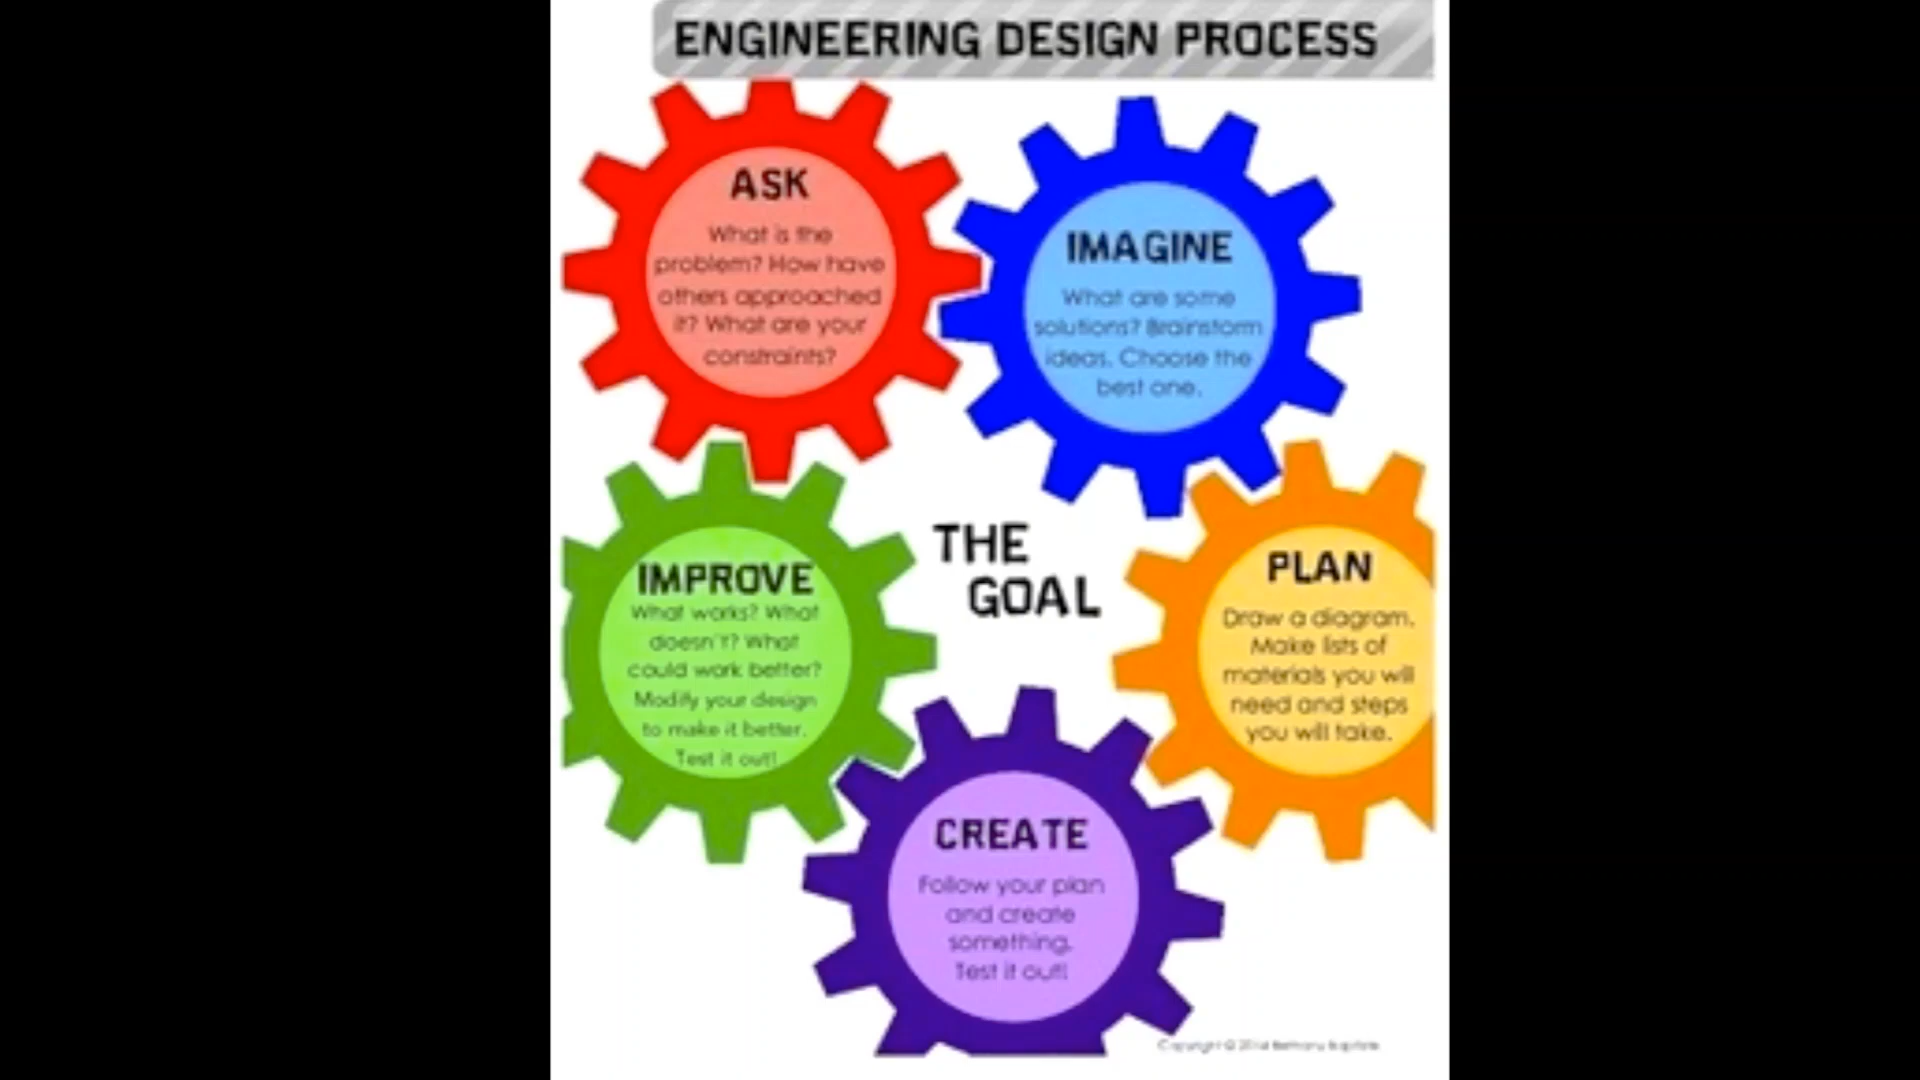 ENGINEERING DESIGN PROCESS
ASK
What is the
problem? How have
others approached
it? What are your
constraints?
IMAGINE
What are some
solutions? Brainstorm
ideas. Choose the
best one.
THE
GOAL
PLAN
Draw a diagram.
Make lists of
materials you will
need and steps
you will take.
IMPROVE
What works? What
doesn't? What
could work better?
Modify your design
to make it better.
Test it out!
CREATE
Follow your plan
and create
something.
Test it out!
Copyright ©